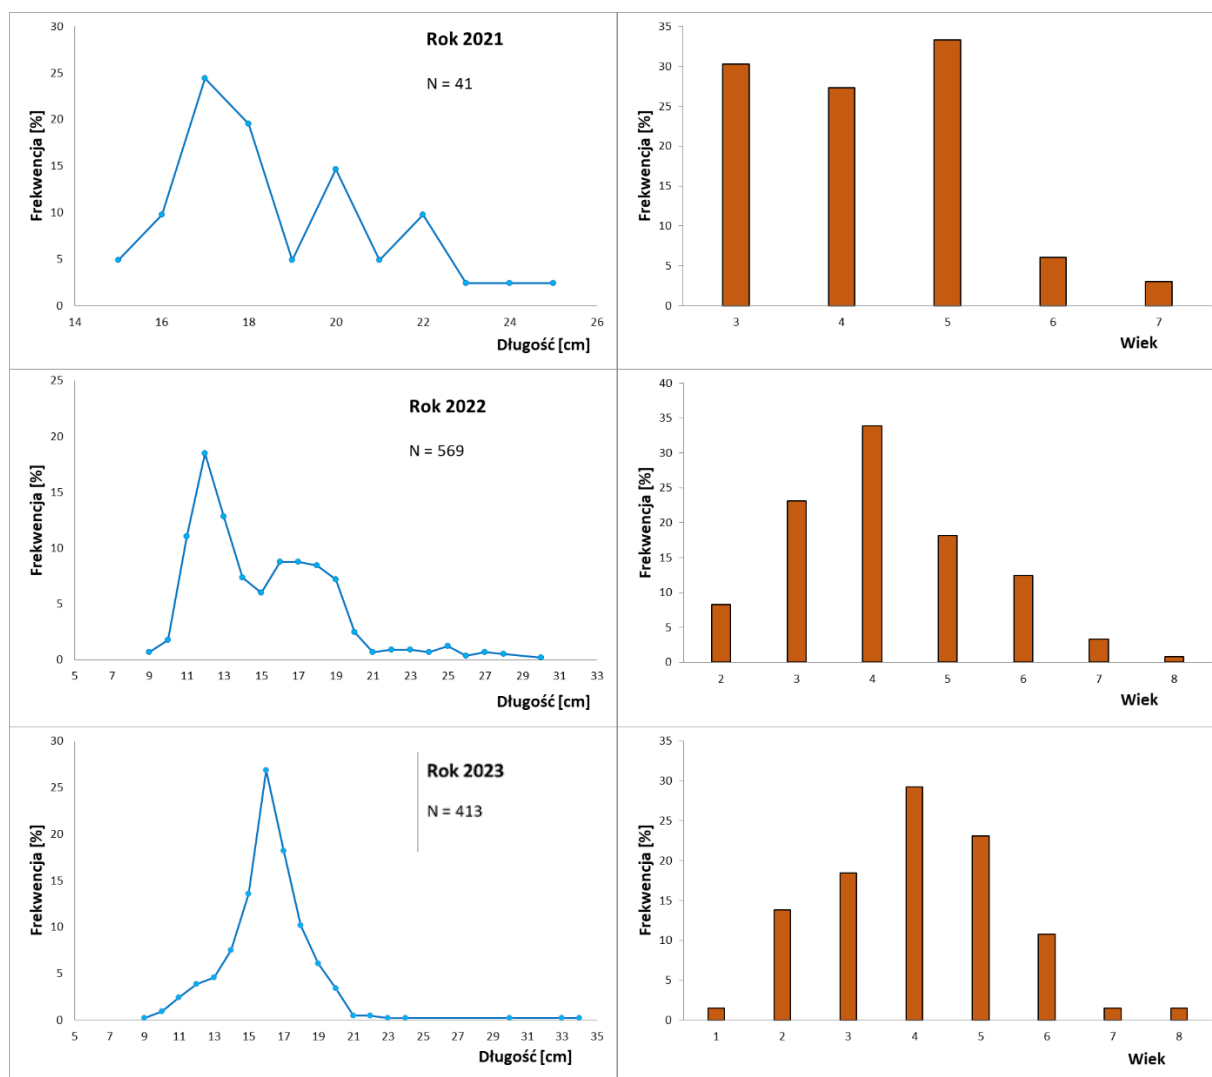 Rok 2021
N = 41
Frekwencja [%]
30
25
20
15
10
5
0
14 16 18 20 22 24 26
Długość [cm]
Frekwencja [%]
35
30
25
20
15
10
5
0
3 4 5 6 7
Wiek
Rok 2022
N = 569
Frekwencja [%]
25
20
15
10
5
0
5 7 9 11 13 15 17 19 21 23 25 27 29 31 33
Długość [cm]
Frekwencja [%]
40
35
30
25
20
15
10
5
0
2 3 4 5 6 7 8
Wiek
Rok 2023
N = 413
Frekwencja [%]
30
25
20
15
10
5
0
5 7 9 11 13 15 17 19 21 23 25 27 29 31 33 35
Długość [cm]
Frekwencja [%]
35
30
25
20
15
10
5
0
1 2 3 4 5 6 7 8
Wiek